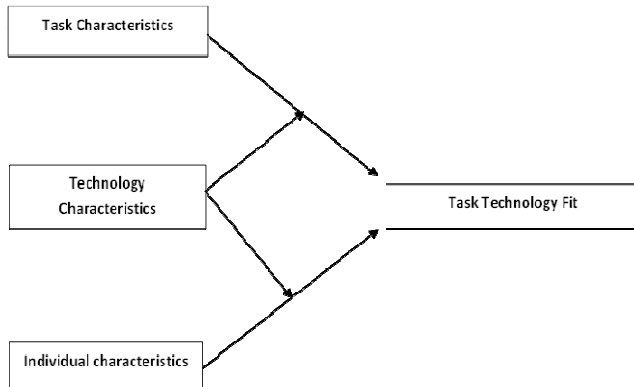 Task Characteristics
Technology
Characteristics
Task Technology Fit
Individual characteristics